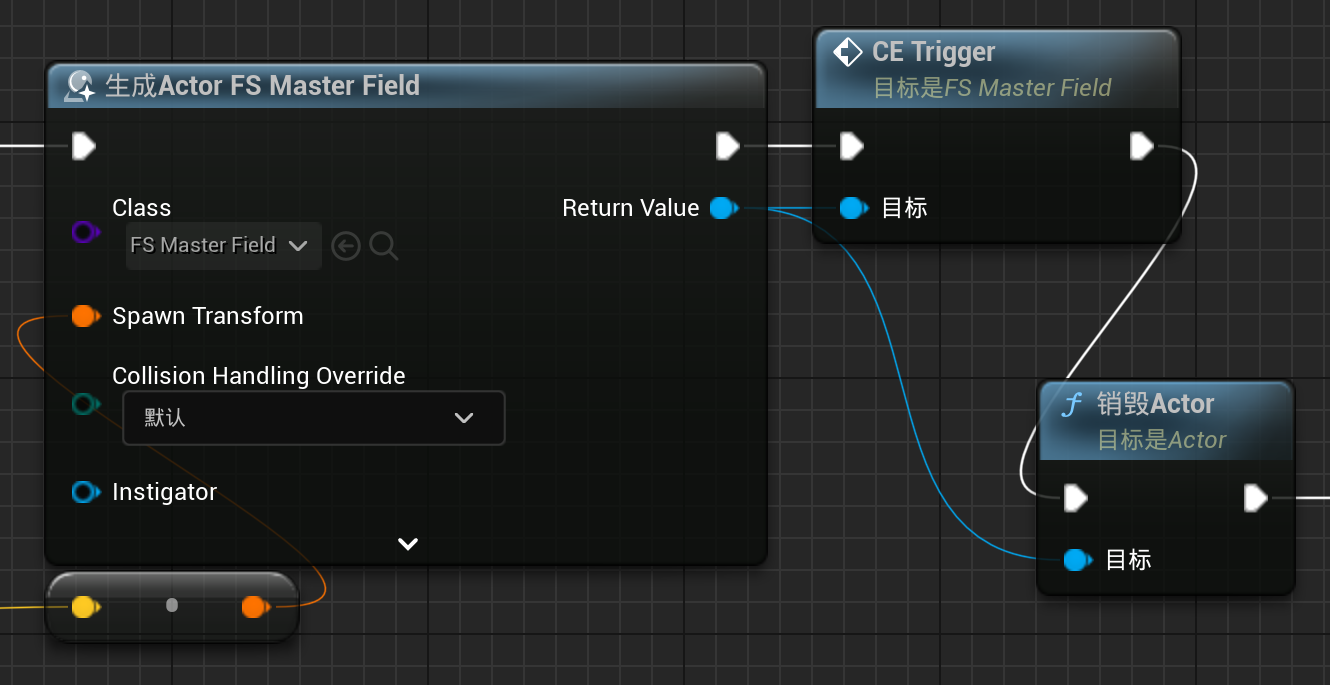 生成Actor FS Master Field
Class
FS Master Field
Return Value
Spawn Transform
Collision Handling Override
默认
Instigator
CE Trigger
目标是FS Master Field
目标
f 销毁Actor
目标是Actor
目标